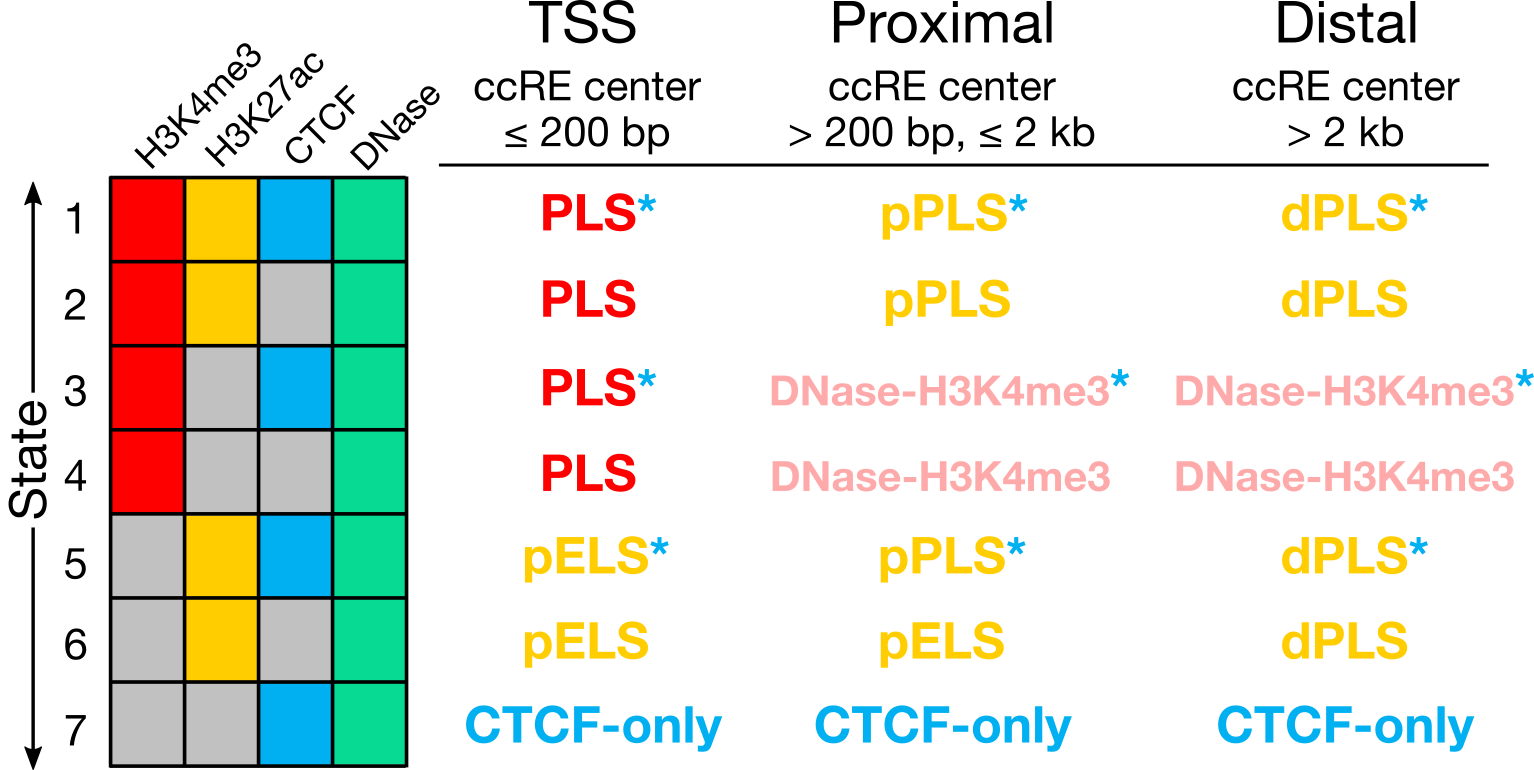 TSS Proximal Distal
H3K4me3 H3K27ac CTCF DNase
ccRE center ccRE center ccRE center
≤ 200 bp > 200 bp, ≤ 2 kb > 2 kb
State
1 PLS* pPLS* dPLS*
2 PLS pPLS dPLS
3 PLS* DNase-H3K4me3* DNase-H3K4me3*
4 PLS DNase-H3K4me3 DNase-H3K4me3
5 pELS* pPLS* dPLS*
6 pELS pELS dPLS
7 CTCF-only CTCF-only CTCF-only